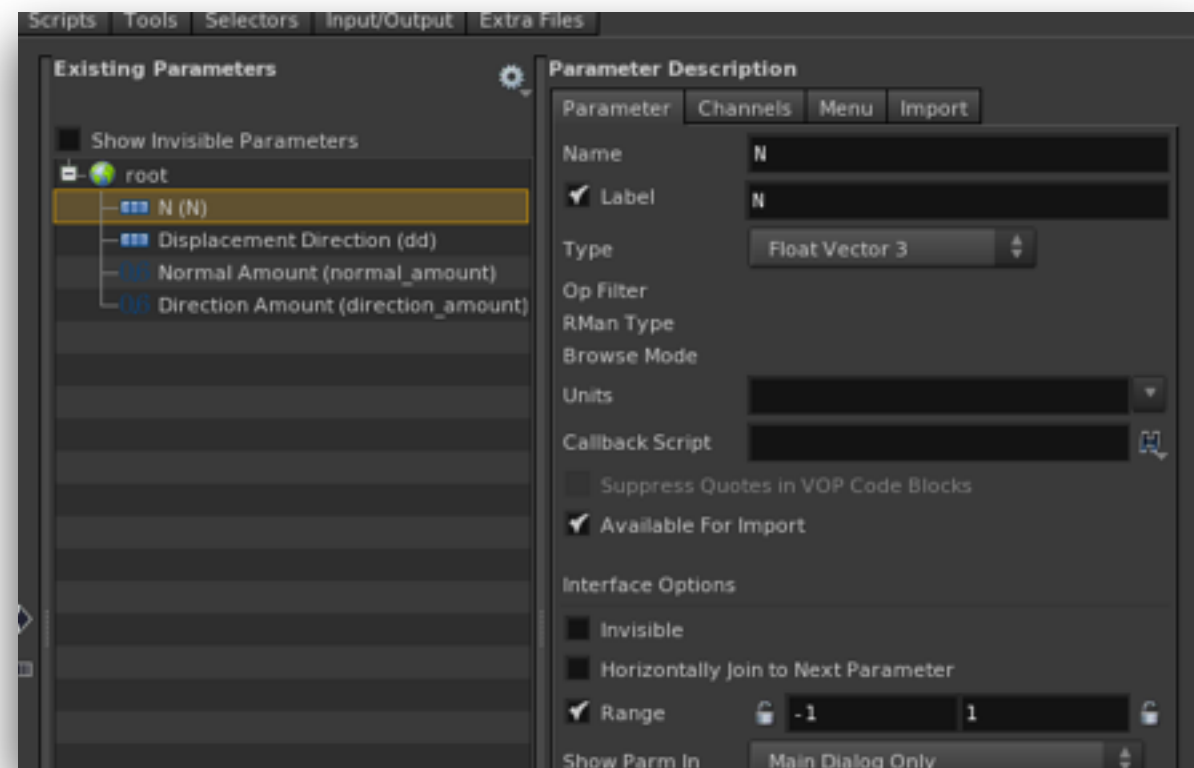 Scripts Tools Selectors Input/Output Extra Files
Existing Parameters
Show Invisible Parameters
root
N (N)
Displacement Direction (dd)
Normal Amount (normal_amount)
Direction Amount (direction_amount)
Parameter Description
Parameter Channels Menu Import
Name N
Label N
Type Float Vector 3
Op Filter
RMan Type
Browse Mode
Units
Callback Script
Suppress Quotes in VOP Code Blocks
Available For Import
Interface Options
Invisible
Horizontally Join to Next Parameter
Range -1 1
Show Parm In Main Dialog Only